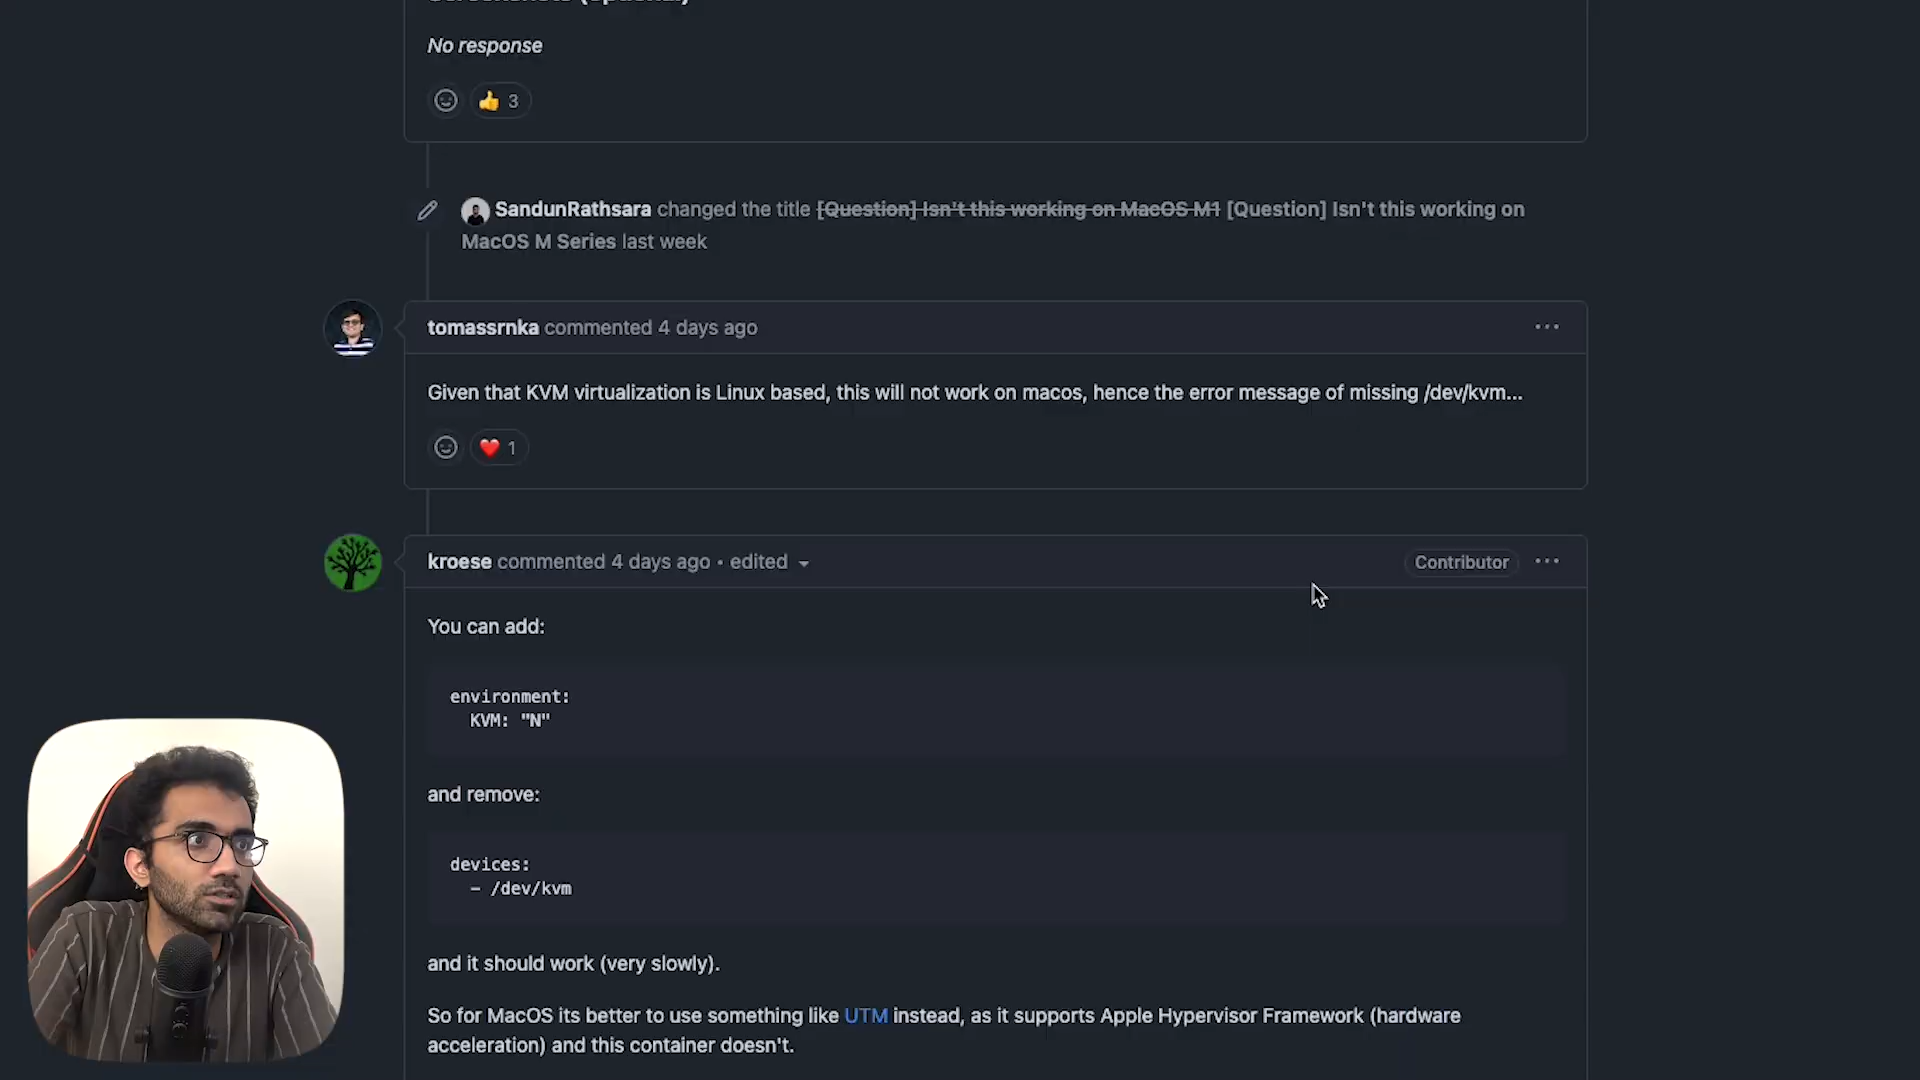 Screenshots (optional)
No response
3
SandunRathsara changed the title [Question] Isn't this working on MacOS M1 [Question] Isn't this working on
MacOS M Series last week
tomassrnka commented 4 days ago
Given that KVM virtualization is Linux based, this will not work on macos, hence the error message of missing /dev/kvm...
1
kroese commented 4 days ago • edited
Contributor
You can add:
environment:
KVM: "N"
and remove:
devices:
- /dev/kvm
and it should work (very slowly).
So for MacOS its better to use something like UTM instead, as it supports Apple Hypervisor Framework (hardware
acceleration) and this container doesn't.